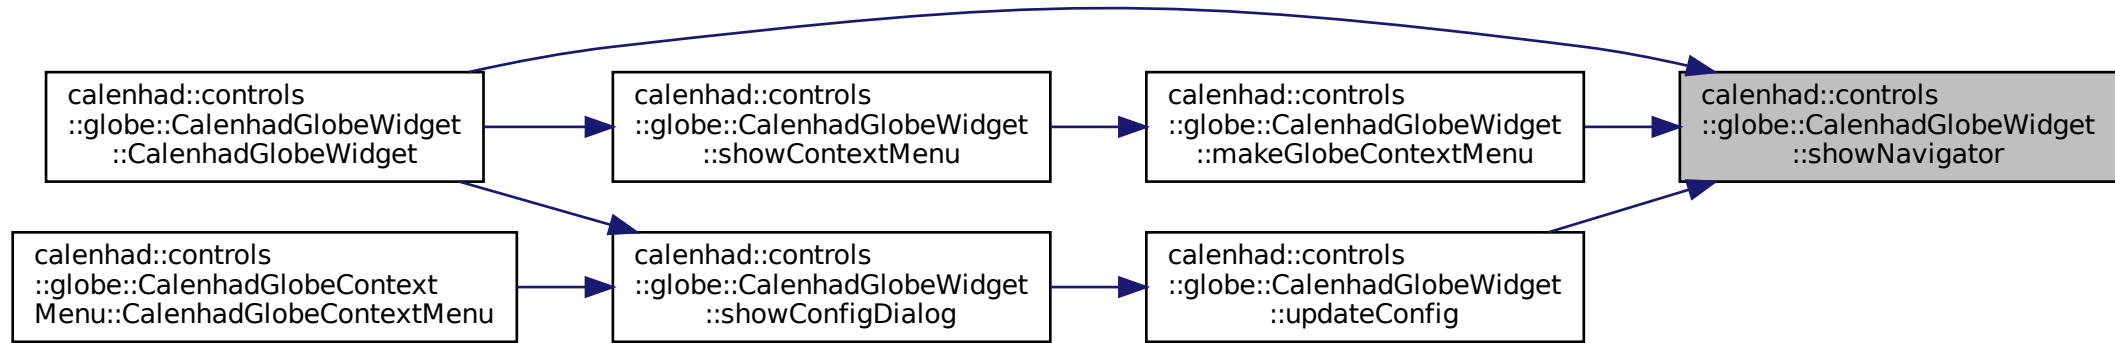 calenhad::controls
::globe::CalenhadGlobeWidget
::CalenhadGlobeWidget
calenhad::controls
::globe::CalenhadGlobeWidget
::showContextMenu
calenhad::controls
::globe::CalenhadGlobeWidget
::makeGlobeContextMenu
calenhad::controls
::globe::CalenhadGlobeWidget
::showNavigator
calenhad::controls
::globe::CalenhadGlobeContext
Menu::CalenhadGlobeContextMenu
calenhad::controls
::globe::CalenhadGlobeWidget
::showConfigDialog
calenhad::controls
::globe::CalenhadGlobeWidget
::updateConfig